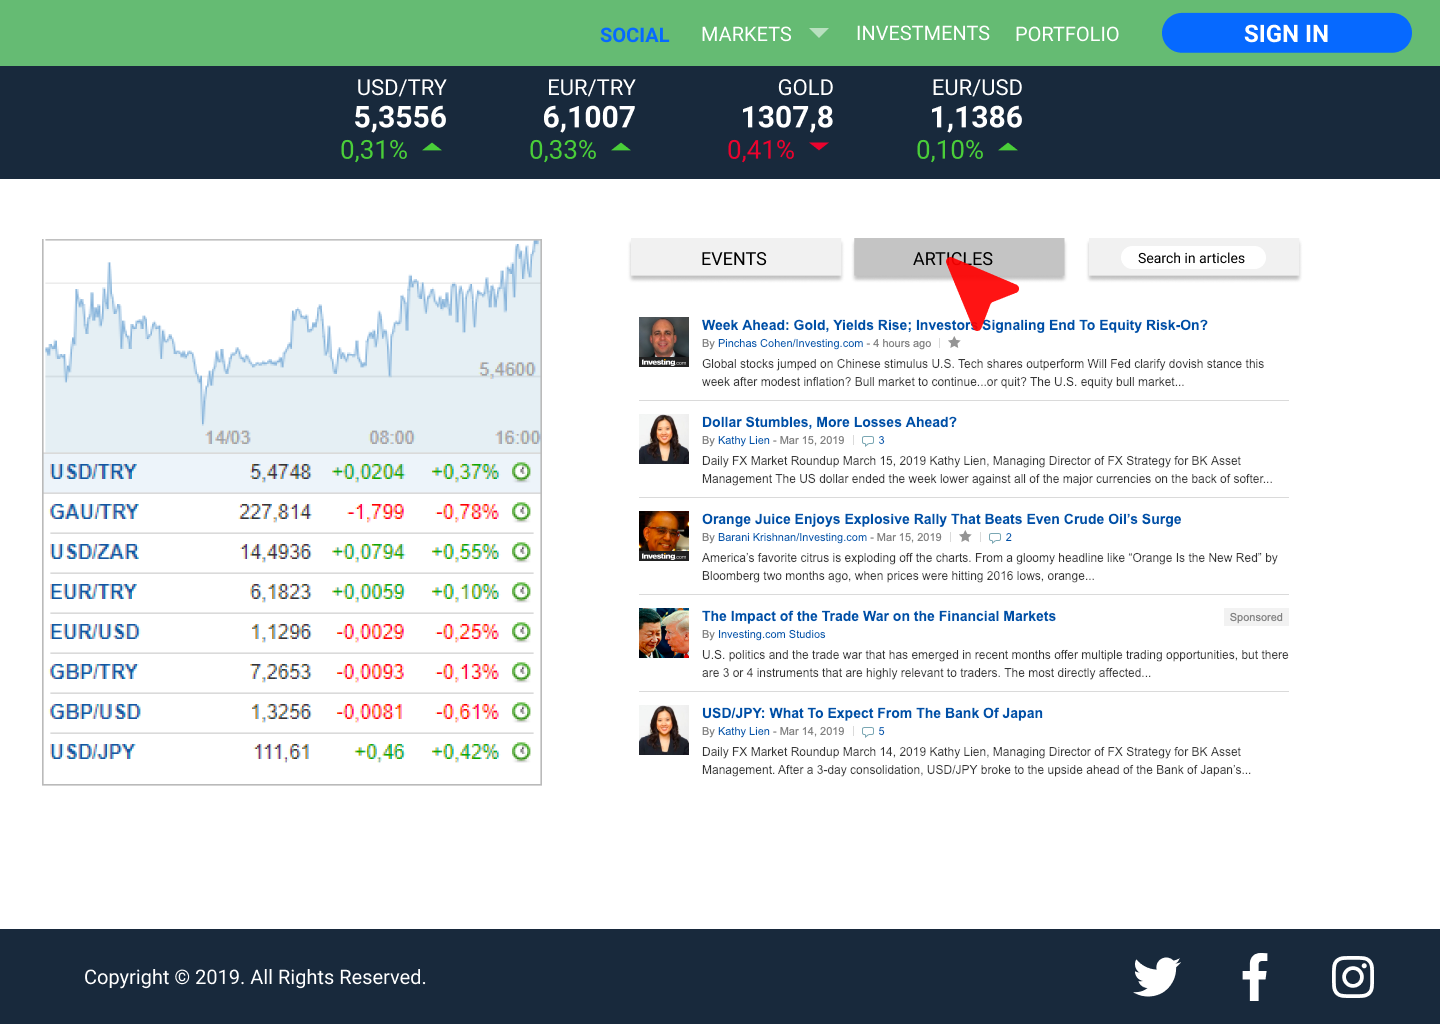 SOCIAL MARKETS INVESTMENTS PORTFOLIO SIGN IN
USD/TRY EUR/TRY GOLD EUR/USD
5,3556 6,1007 1307,8 1,1386
0,31% 0,33% 0,41% 0,10%
5,4600
14/03 08:00 16:00
USD/TRY 5,4748 +0,0204 +0,37%
GAU/TRY 227,814 -1,799 -0,78%
USD/ZAR 14,4936 +0,0794 +0,55%
EUR/TRY 6,1823 +0,0059 +0,10%
EUR/USD 1,1296 -0,0029 -0,25%
GBP/TRY 7,2653 -0,0093 -0,13%
GBP/USD 1,3256 -0,0081 -0,61%
USD/JPY 111,61 +0,46 +0,42%
EVENTS ARTICLES Search in articles
Week Ahead: Gold, Yields Rise; Investors Signaling End To Equity Risk-On?
By Pinchas Cohen/Investing.com - 4 hours ago
Investing.com
Global stocks jumped on Chinese stimulus U.S. Tech shares outperform Will Fed clarify dovish stance this
week after modest inflation? Bull market to continue...or quit? The U.S. equity bull market...
Dollar Stumbles, More Losses Ahead?
By Kathy Lien - Mar 15, 2019 3
Daily FX Market Roundup March 15, 2019 Kathy Lien, Managing Director of FX Strategy for BK Asset
Management The US dollar ended the week lower against all of the major currencies on the back of softer...
Orange Juice Enjoys Explosive Rally That Beats Even Crude Oil's Surge
By Barani Krishnan/Investing.com - Mar 15, 2019 2
Investing.com
America's favorite citrus is exploding off the charts. From a gloomy headline like “Orange Is the New Red” by
Bloomberg two months ago, when prices were hitting 2016 lows, orange...
The Impact of the Trade War on the Financial Markets Sponsored
By Investing.com Studios
U.S. politics and the trade war that has emerged in recent months offer multiple trading opportunities, but there
are 3 or 4 instruments that are highly relevant to traders. The most directly affected...
USD/JPY: What To Expect From The Bank Of Japan
By Kathy Lien - Mar 14, 2019 5
Daily FX Market Roundup March 14, 2019 Kathy Lien, Managing Director of FX Strategy for BK Asset
Management. After a 3-day consolidation, USD/JPY broke to the upside ahead of the Bank of Japan's...
Copyright © 2019. All Rights Reserved.